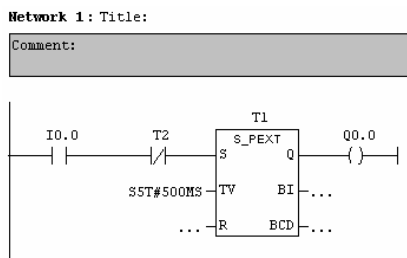 Network 1: Title:
Comment:
T1
I0.0 T2 S_PEXT Q0.0
S Q
S5T#500MS TV BI ...
... R BCD ...